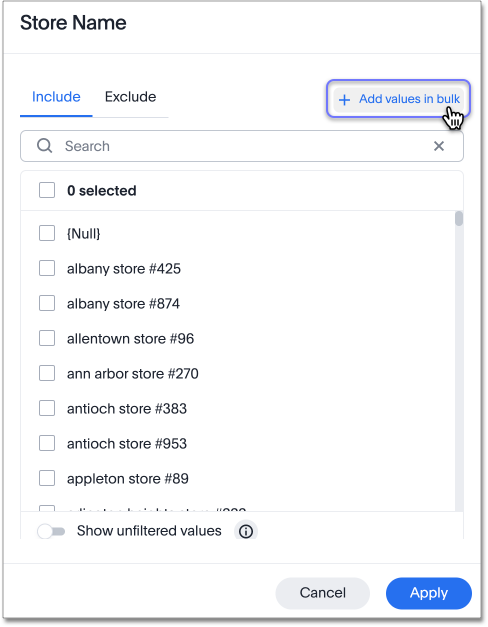 Store Name
Include Exclude + Add values in bulk
Search
0 selected
{Null}
albany store #425
albany store #874
allentown store #96
ann arbor store #270
antioch store #383
antioch store #953
appleton store #89
Show unfiltered values
Cancel Apply